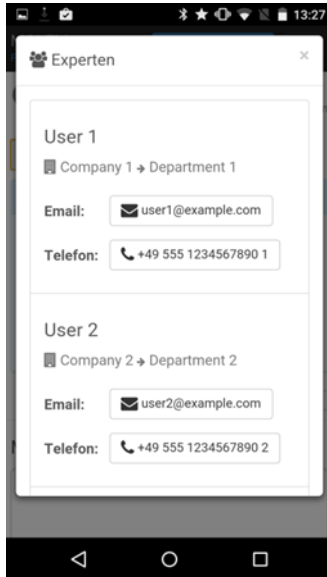 13:27
Experten
×
User 1
Company 1 → Department 1
Email: user1@example.com
Telefon: +49 555 1234567890 1
User 2
Company 2 → Department 2
Email: user2@example.com
Telefon: +49 555 1234567890 2